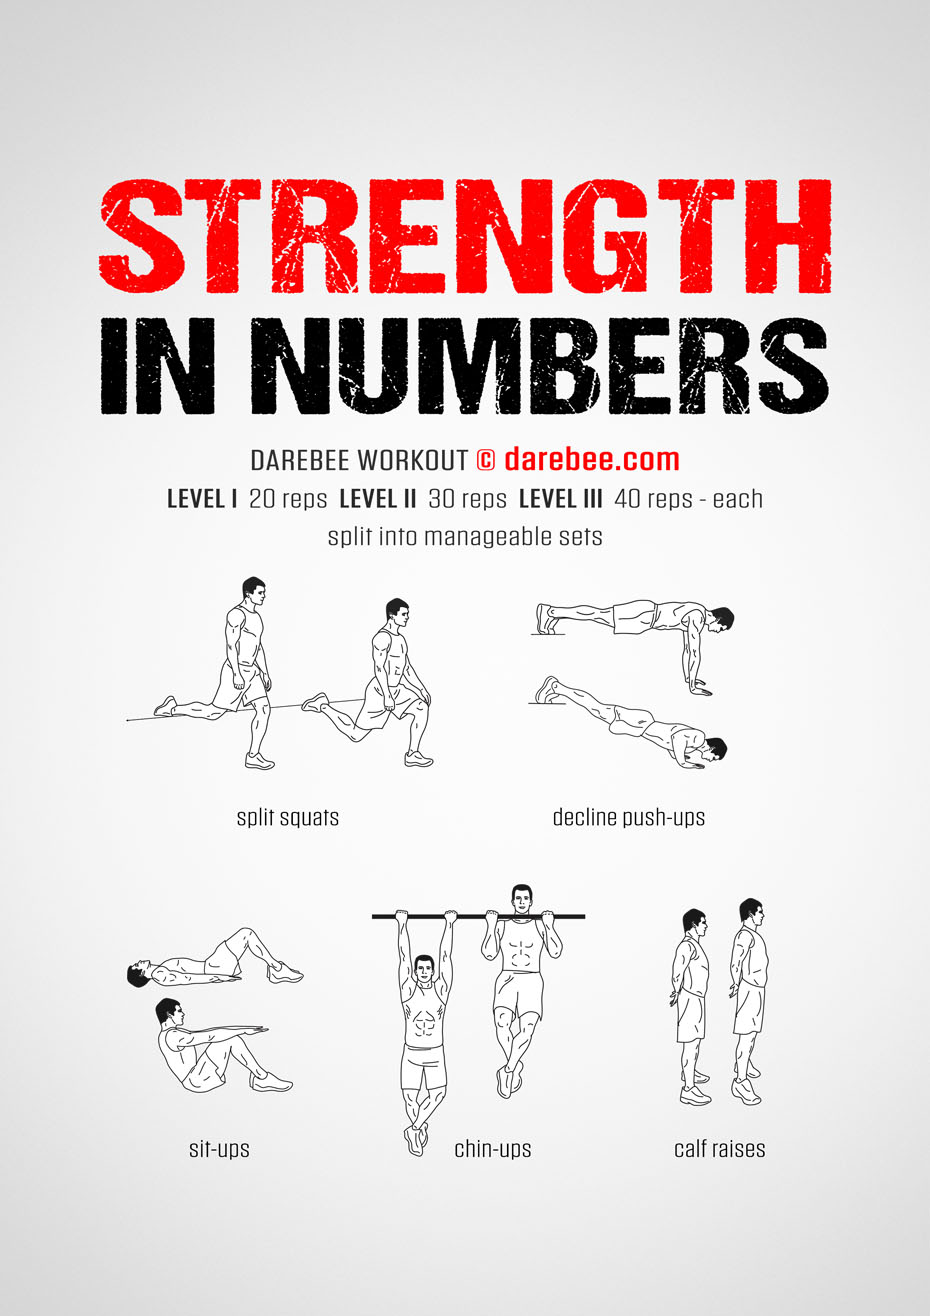 STRENGTH
IN NUMBERS
DAREBEE WORKOUT © darebee.com
LEVEL I 20 reps LEVEL II 30 reps LEVEL III 40 reps - each
split into manageable sets
split squats
decline push-ups
sit-ups
chin-ups
calf raises